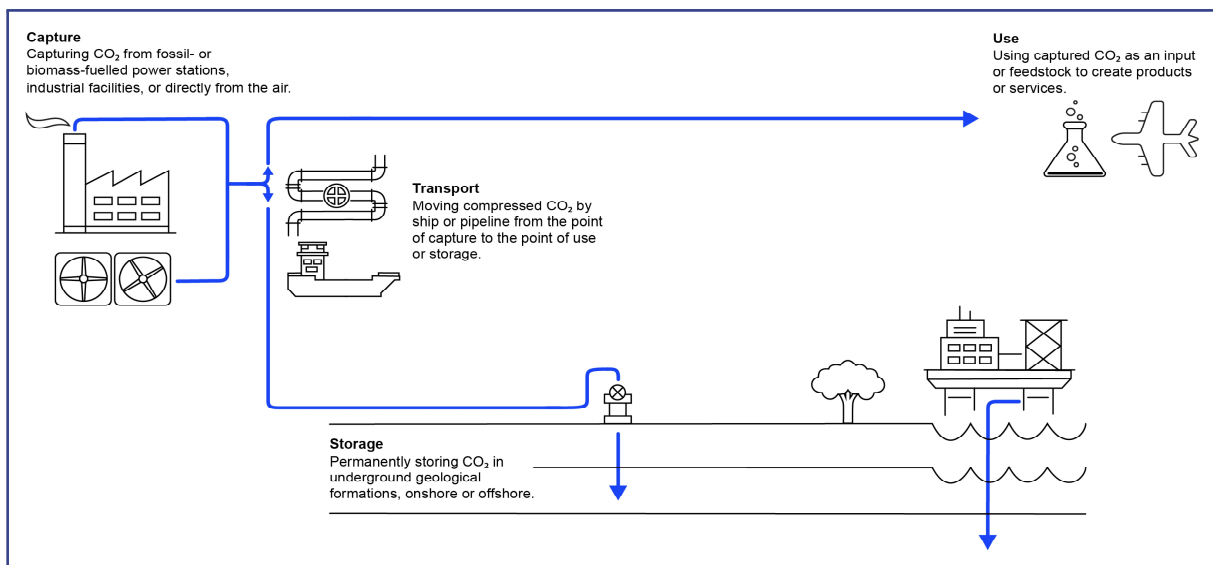 Capture
Capturing CO₂ from fossil- or
biomass-fuelled power stations,
industrial facilities, or directly from the air.
Use
Using captured CO₂ as an input
or feedstock to create products
or services.
Transport
Moving compressed CO₂ by
ship or pipeline from the point
of capture to the point of use
or storage.
Storage
Permanently storing CO₂ in
underground geological
formations, onshore or offshore.